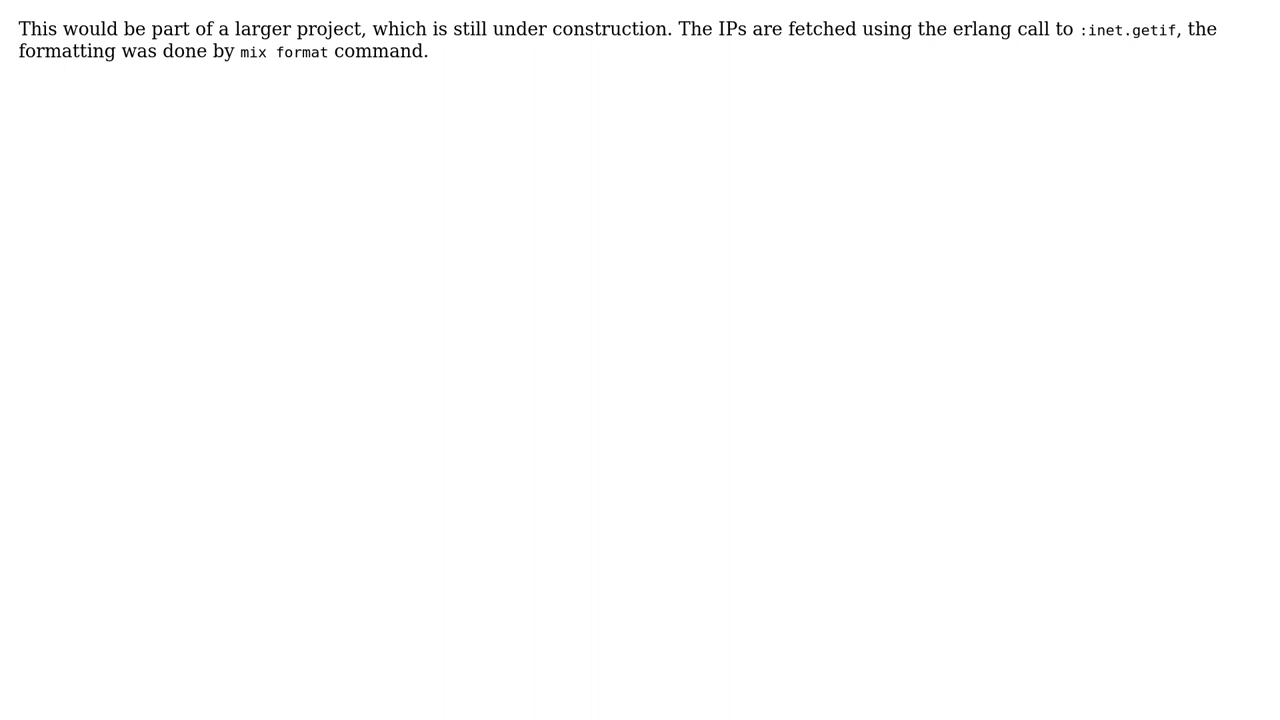 This would be part of a larger project, which is still under construction. The IPs are fetched using the erlang call to :inet.getif, the
formatting was done by mix format command.